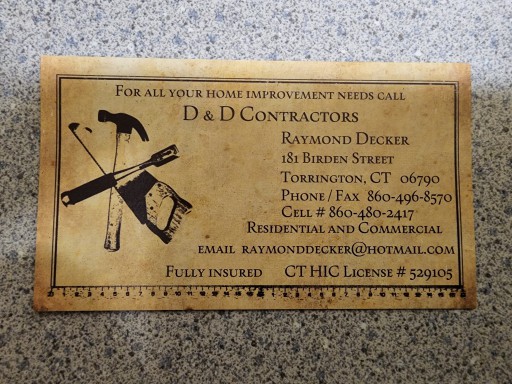 For all your home improvement needs call
D & D Contractors
Raymond Decker
181 Birden Street
Torrington, CT 06790
Phone / Fax 860-496-8570
Cell # 860-480-2417
Residential and Commercial
email raymonddecker@hotmail.com
Fully insured CT HIC License # 529105